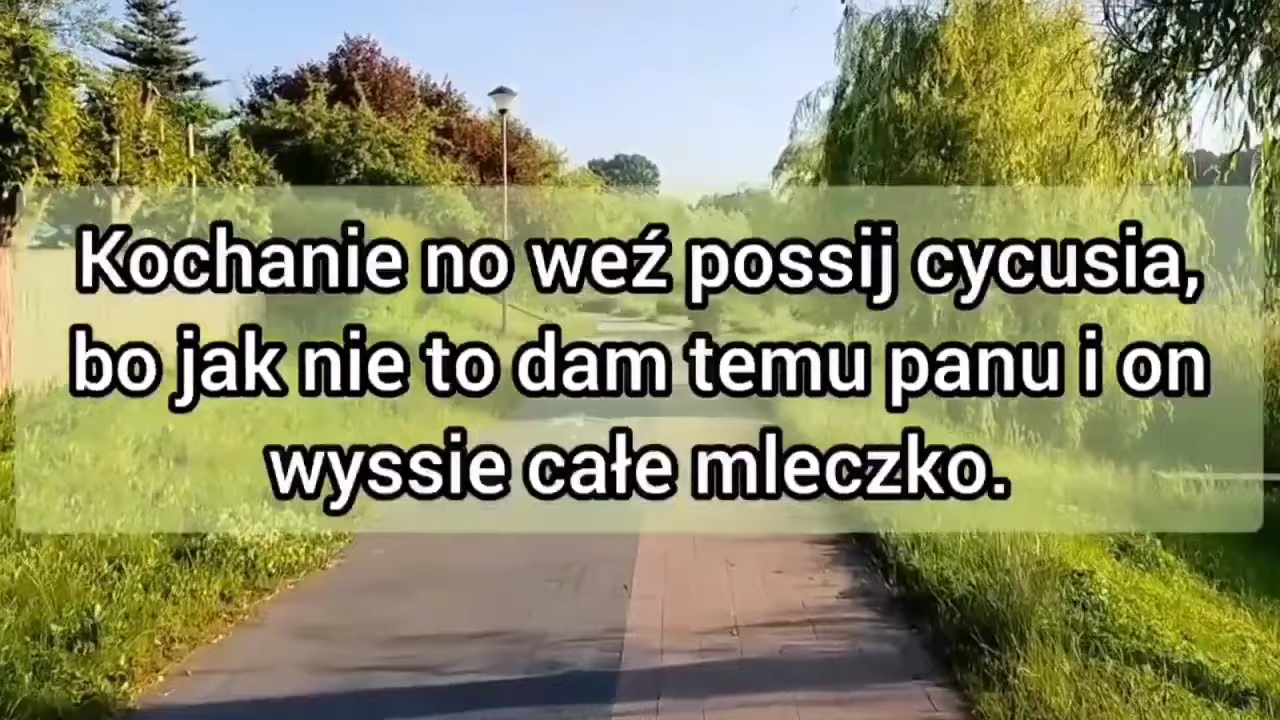 Kochanie no weź possij cycusia,
bo jak nie to dam temu panu i on
wyssie całe mleczko.